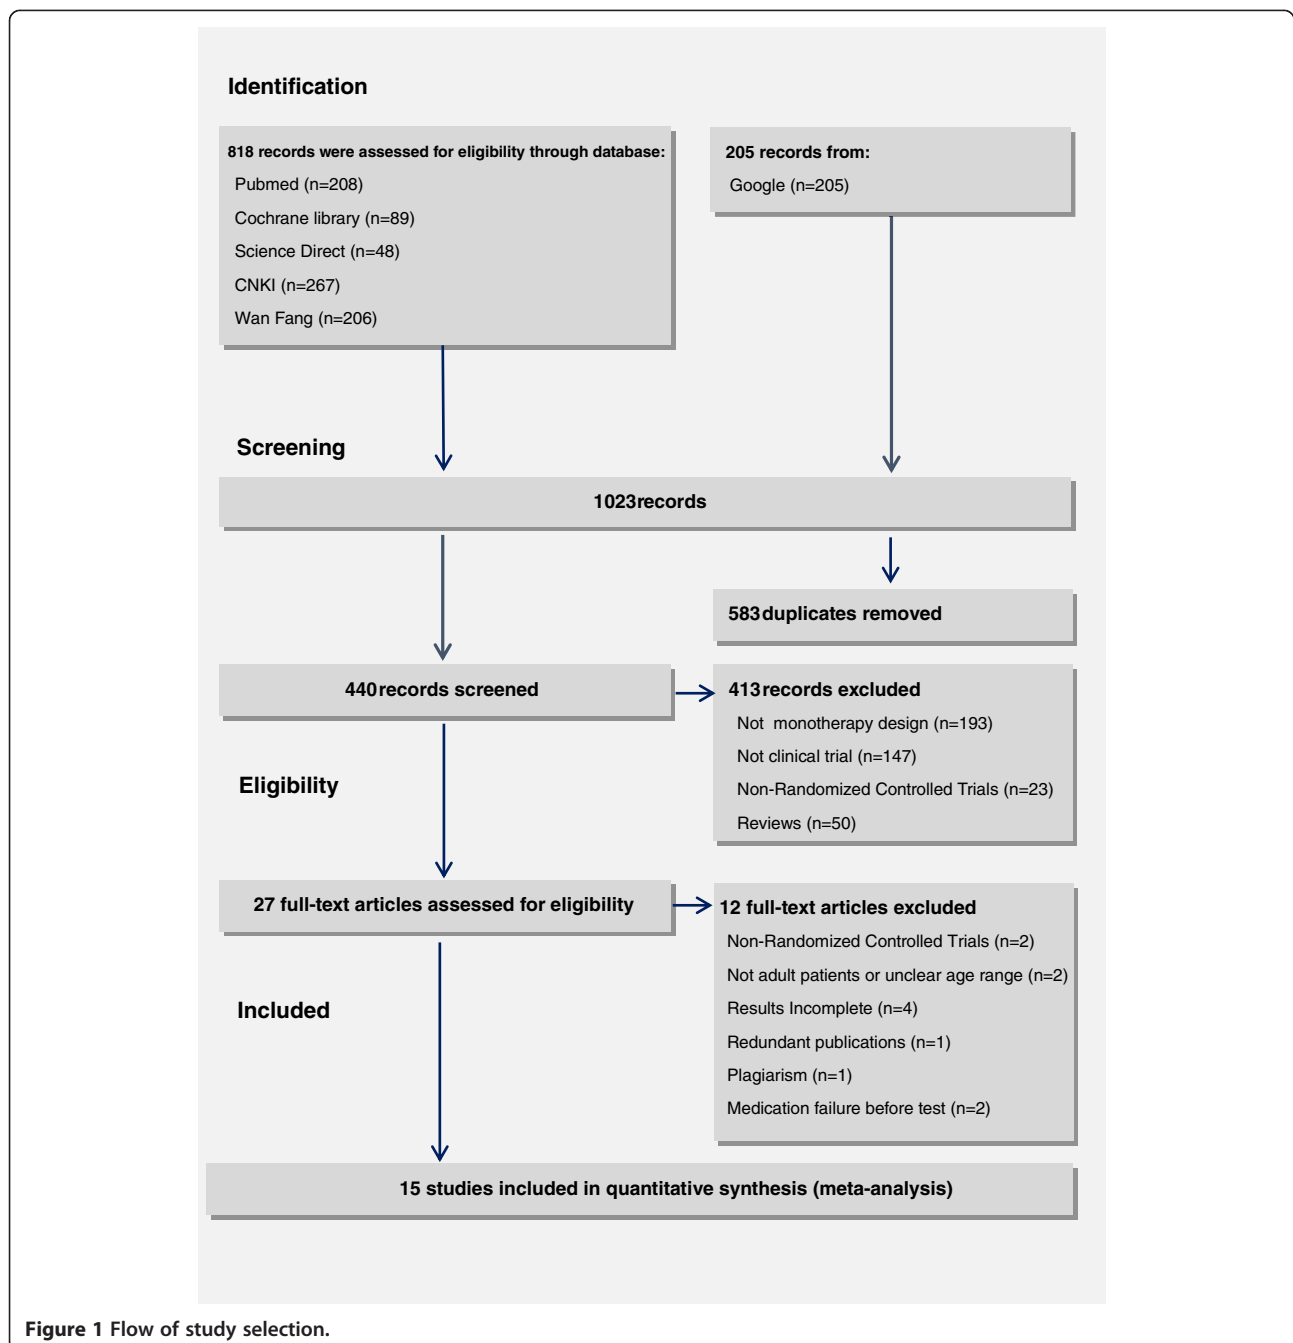 Identification
818 records were assessed for eligibility through database:
Pubmed (n=208)
Cochrane library (n=89)
Science Direct (n=48)
CNKI (n=267)
Wan Fang (n=206)
205 records from:
Google (n=205)
Screening
1023records
583duplicates removed
440records screened
413records excluded
Not monotherapy design (n=193)
Not clinical trial (n=147)
Non-Randomized Controlled Trials (n=23)
Reviews (n=50)
Eligibility
27 full-text articles assessed for eligibility
12 full-text articles excluded
Non-Randomized Controlled Trials (n=2)
Not adult patients or unclear age range (n=2)
Results Incomplete (n=4)
Redundant publications (n=1)
Plagiarism (n=1)
Medication failure before test (n=2)
Included
15 studies included in quantitative synthesis (meta-analysis)
Figure 1 Flow of study selection.